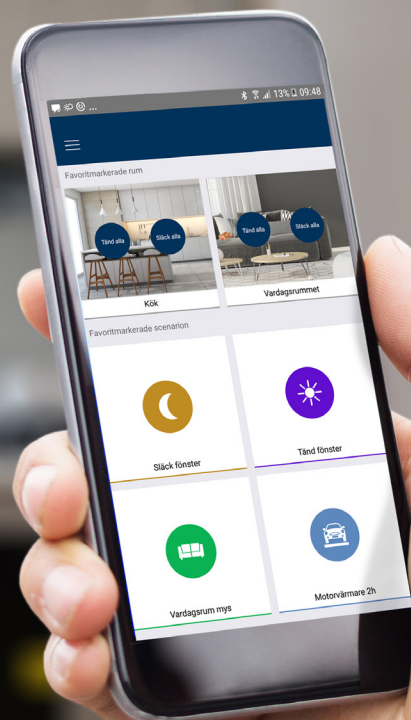 13% 09:48
Favoritmarkerade rum
Tänd alla
Släck alla
Tänd alla
Släck alla
Kök
Vardagsrummet
Favoritmarkerade scenarion
Släck fönster
Tänd fönster
Vardagsrum mys
Motorvärmare 2h